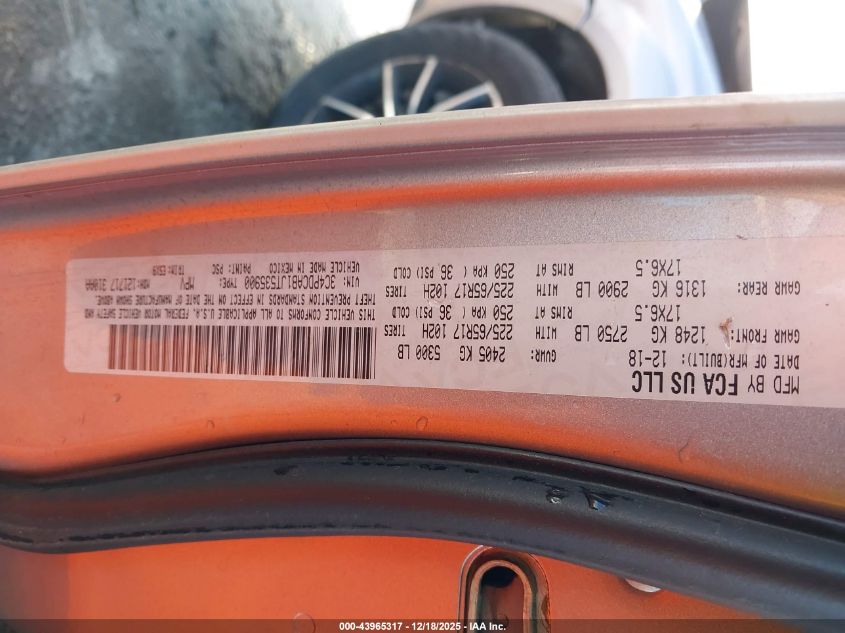 MFD BY FCA US LLC
DATE OF MFR(BUILT): 12-18 GVWR: 2405 KG 5300 LB
GAWR FRONT: 1248 KG 2750 LB WITH 225/65R17 102H TIRES
17X6.5 RIMS AT 250 KPA ( 36 PSI) COLD
GAWR REAR: 1316 KG 2900 LB WITH 225/65R17 102H TIRES
17X6.5 RIMS AT 250 KPA ( 36 PSI) COLD
THIS VEHICLE CONFORMS TO ALL APPLICABLE U.S.A. FEDERAL MOTOR VEHICLE SAFETY AND
THEFT PREVENTION STANDARDS IN EFFECT ON THE DATE OF MANUFACTURE SHOWN ABOVE.
VIN: 3C4PDCAB1JT535900 TYPE: MPV MDH: 121717
VEHICLE MADE IN MEXICO PAINT: PSC TRIM:
000-43965317 - 12/18/2025 - IAA Inc.